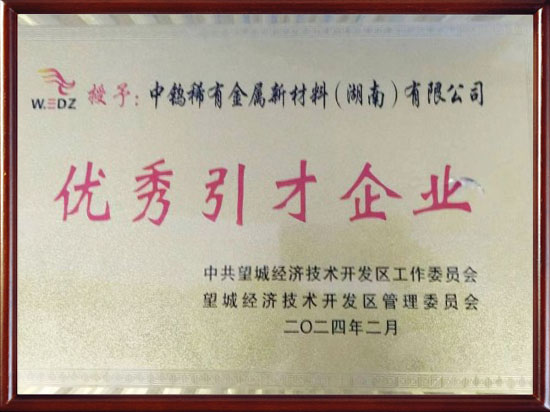 W.EDZ 授予：中鹤稀有金属新材料（湖南）有限公司
优秀引才企业
中共望城经济技术开发区工作委员会
望城经济技术开发区管理委员会
二〇二四年二月